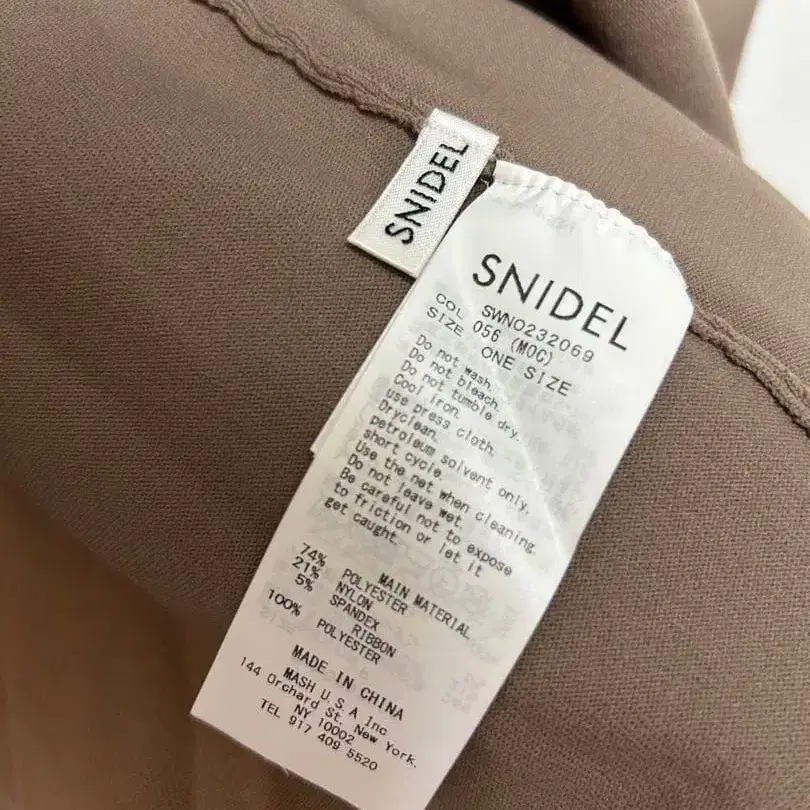 SNIDEL
SNIDEL
SWNO232069
COL 056 (MOC)
SIZE ONE SIZE
Do not wash.
Do not bleach.
Do not tumble dry.
Cool iron.
use press cloth.
Dryclean.
petroleum solvent only.
short cycle.
Use the net when cleaning.
Do not leave wet.
Be careful not to expose
to friction or let it
get caught.
MAIN MATERIAL
74% POLYESTER
21% NYLON
5% SPANDEX
RIBBON
100% POLYESTER
MADE IN CHINA
MASH U.S.A Inc
144 Orchard St. New York.
NY 10002
TEL 917 409 5520